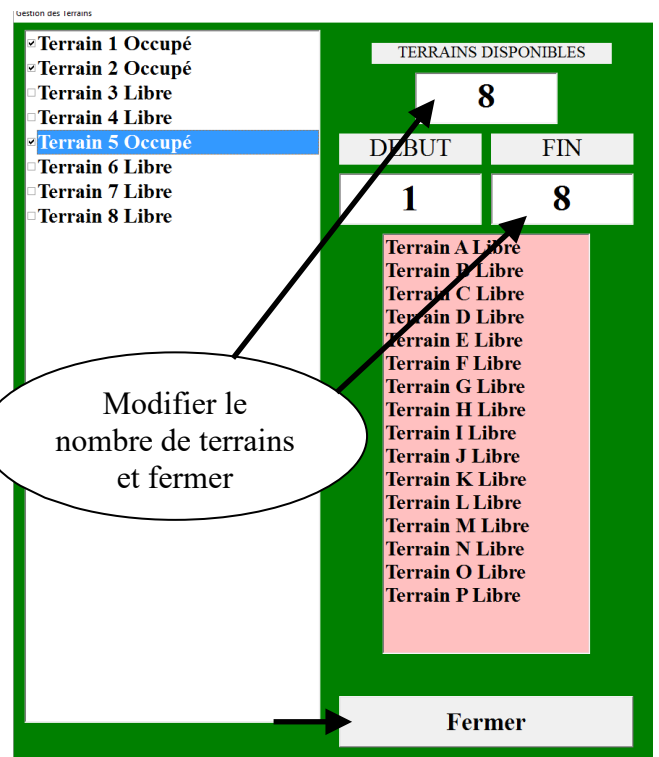 Gestion des Terrains
Terrain 1 Occupé
Terrain 2 Occupé
Terrain 3 Libre
Terrain 4 Libre
Terrain 5 Occupé
Terrain 6 Libre
Terrain 7 Libre
Terrain 8 Libre
TERRAINS DISPONIBLES
8
DEBUT
FIN
1
8
Terrain A Libre
Terrain B Libre
Terrain C Libre
Terrain D Libre
Terrain E Libre
Terrain F Libre
Terrain G Libre
Terrain H Libre
Terrain I Libre
Terrain J Libre
Terrain K Libre
Terrain L Libre
Terrain M Libre
Terrain N Libre
Terrain O Libre
Terrain P Libre
Modifier le
nombre de terrains
et fermer
Fermer